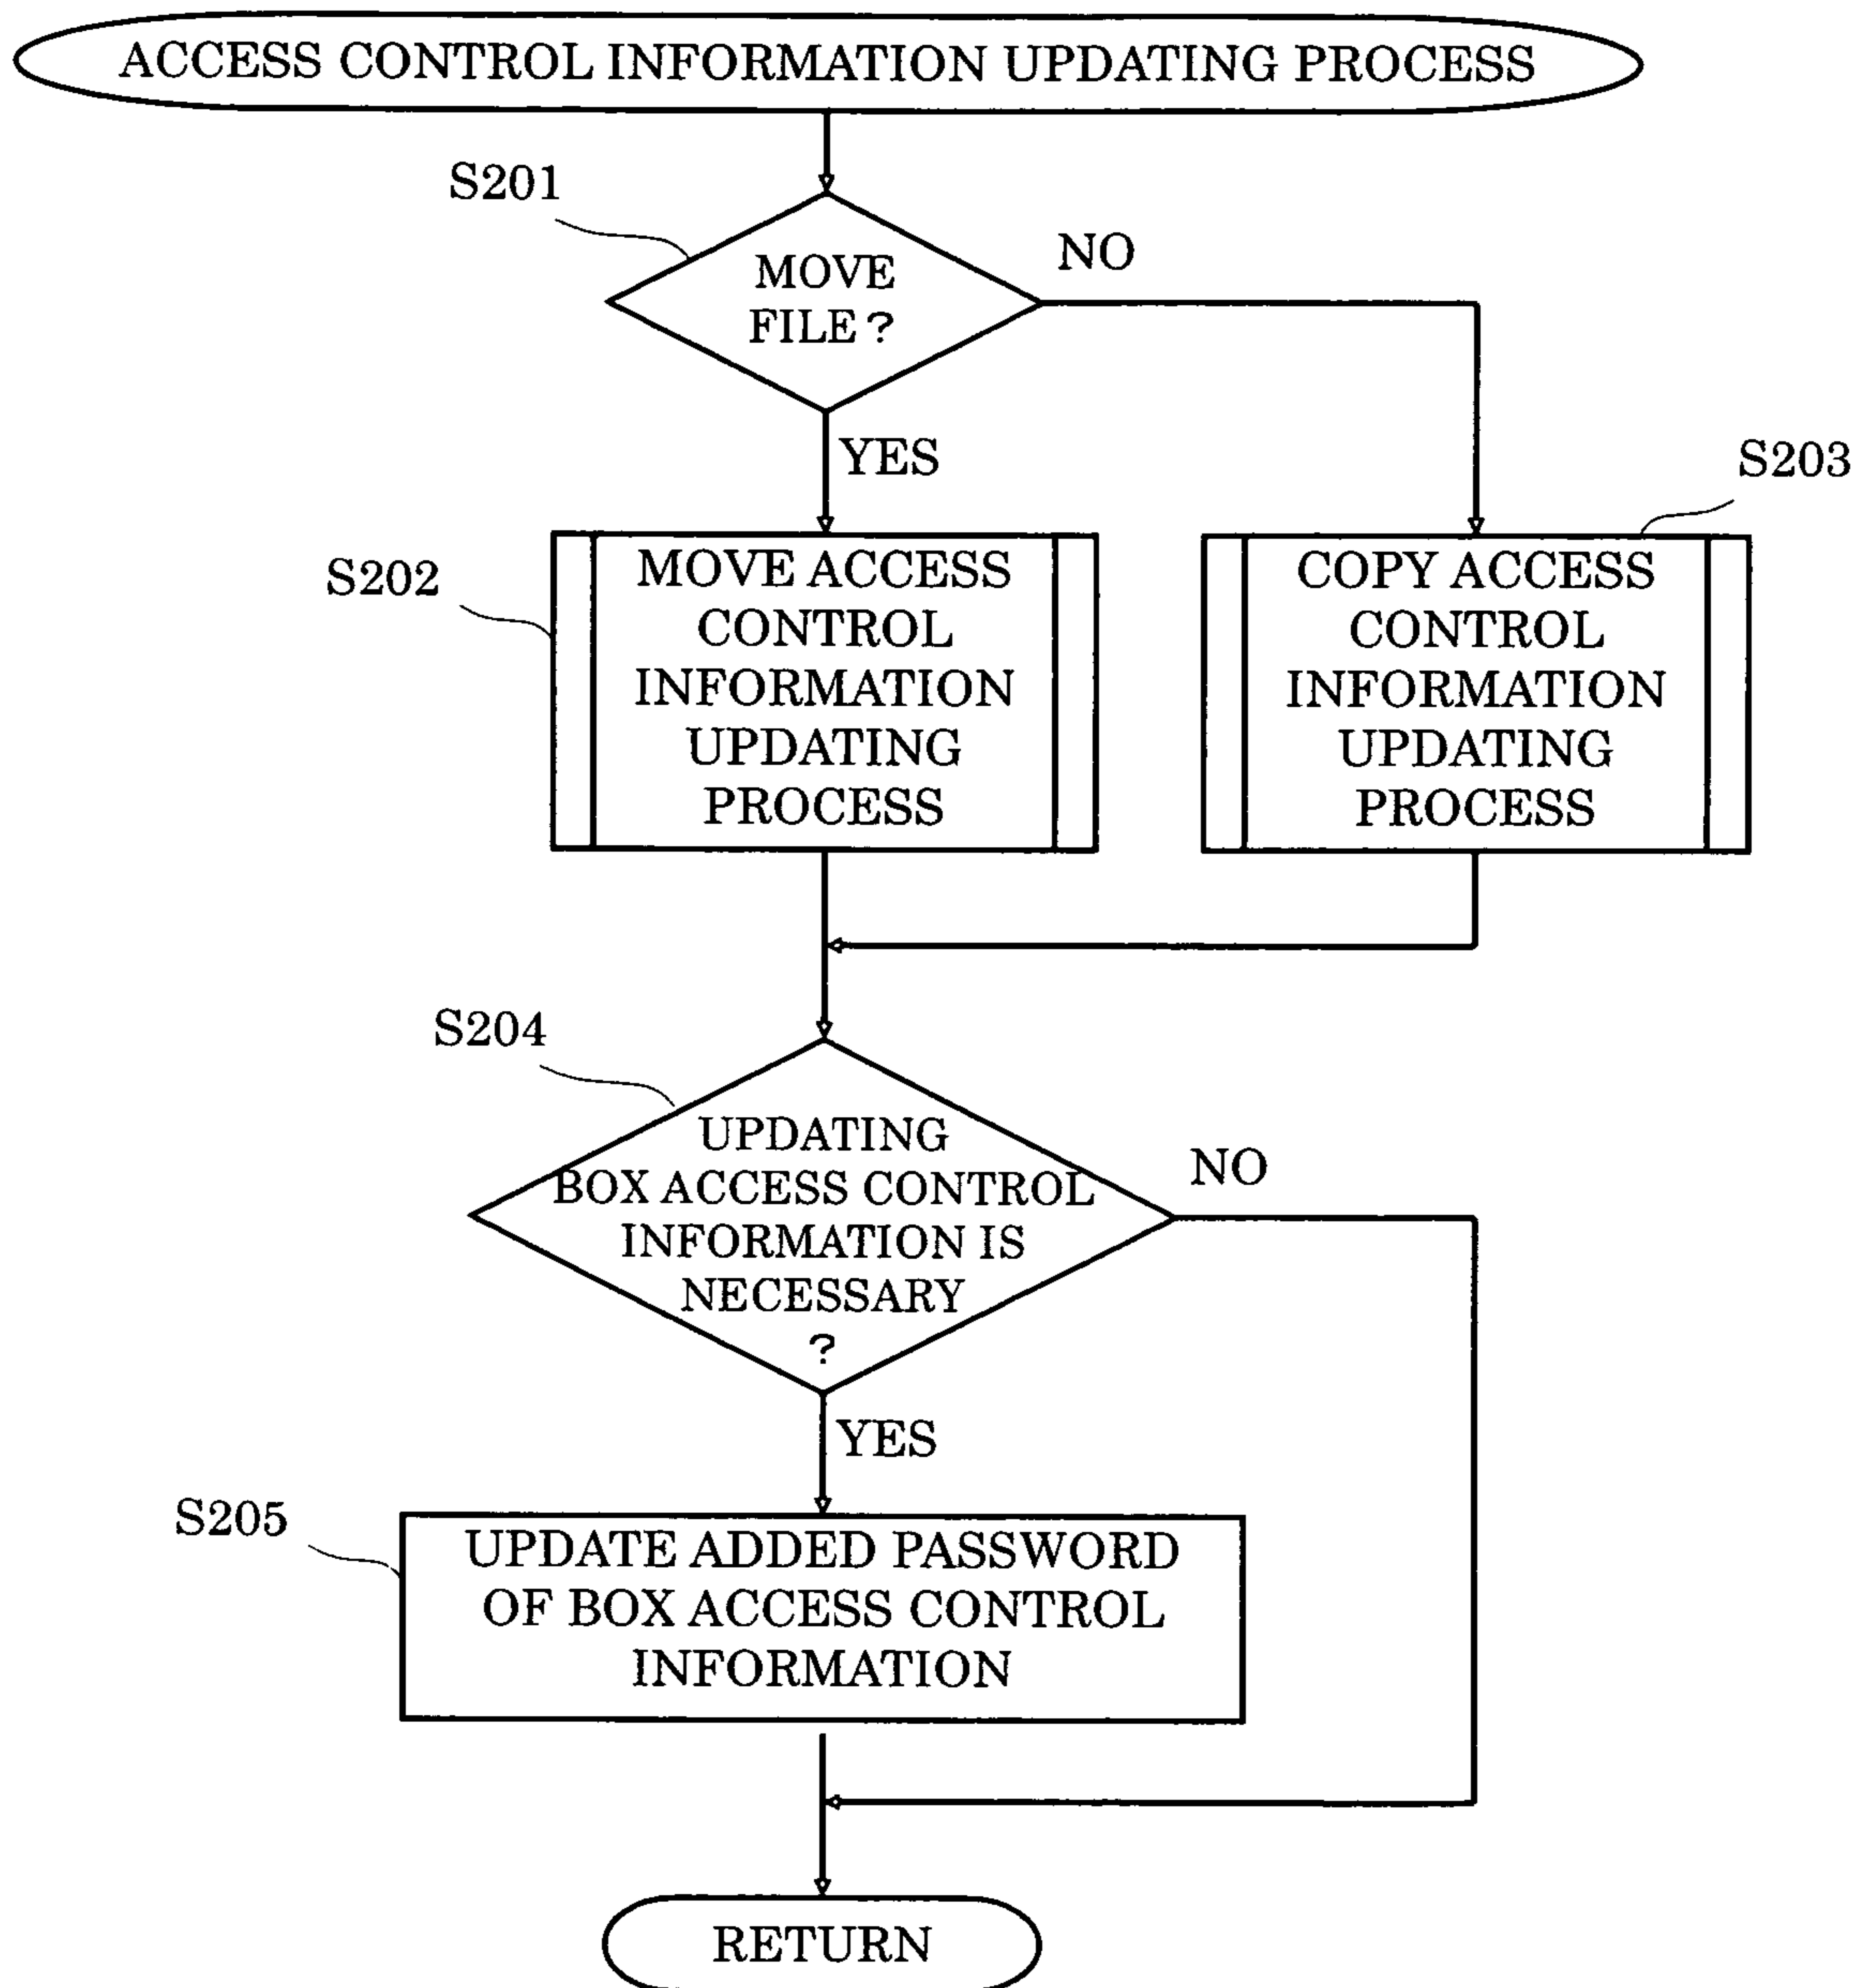 ACCESS CONTROL INFORMATION UPDATING PROCESS
S201
MOVE
FILE ?
NO
YES
S202
MOVE ACCESS
CONTROL
INFORMATION
UPDATING
PROCESS
S203
COPY ACCESS
CONTROL
INFORMATION
UPDATING
PROCESS
S204
UPDATING
BOX ACCESS CONTROL
INFORMATION IS
NECESSARY
?
NO
YES
S205
UPDATE ADDED PASSWORD
OF BOX ACCESS CONTROL
INFORMATION
RETURN